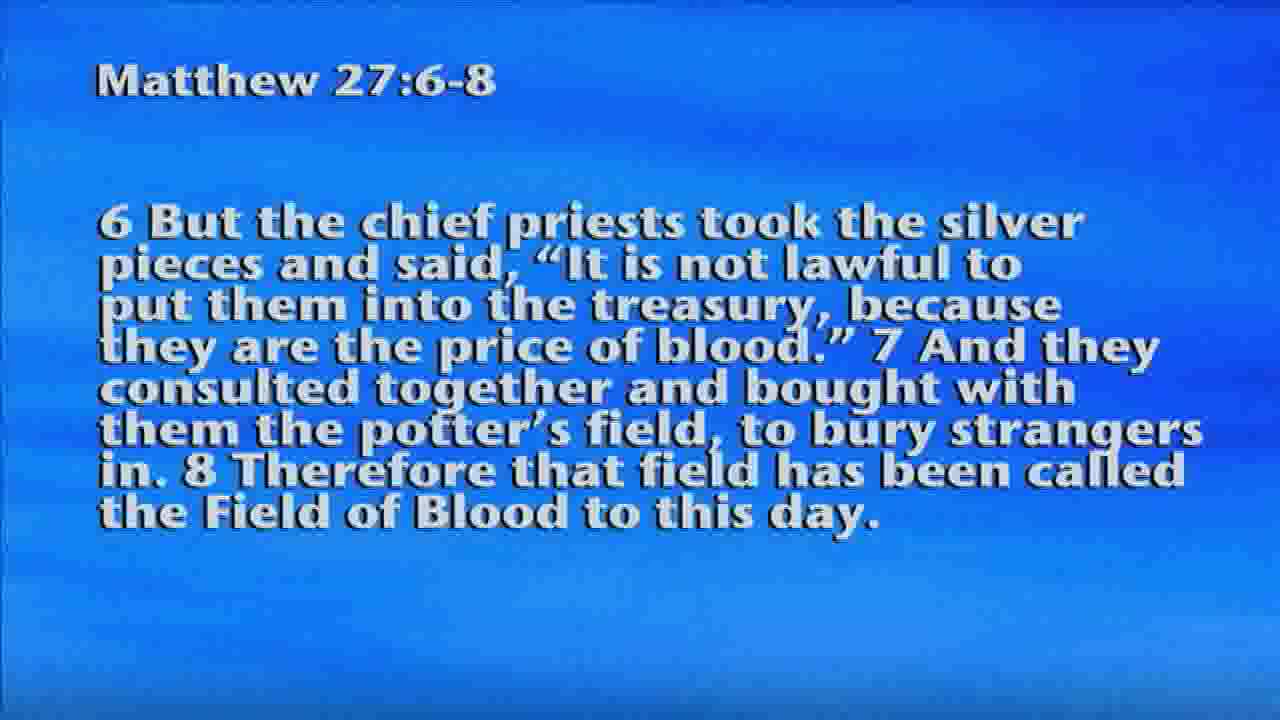 Matthew 27:6-8
6 But the chief priests took the silver
pieces and said, “It is not lawful to
put them into the treasury, because
they are the price of blood.” 7 And they
consulted together and bought with
them the potter’s field, to bury strangers
in. 8 Therefore that field has been called
the Field of Blood to this day.